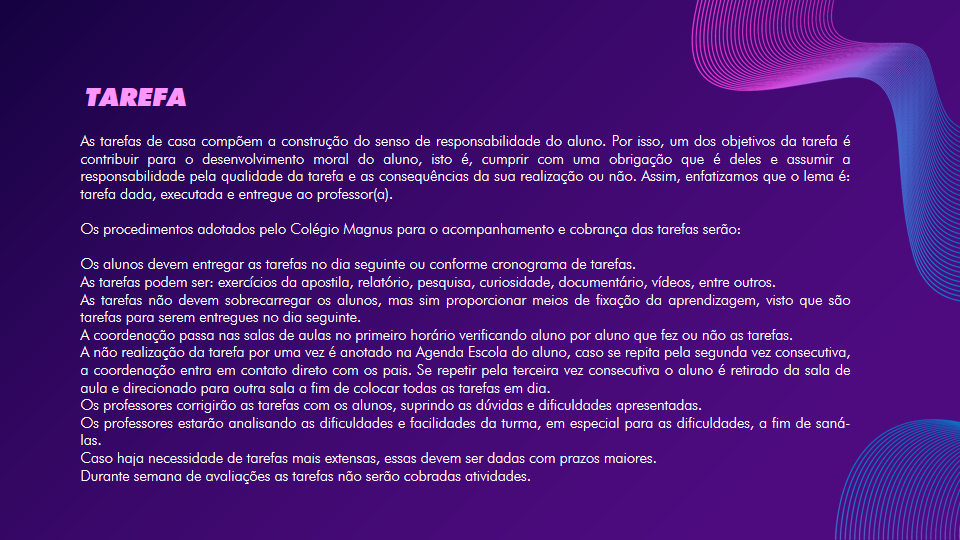 TAREFA
As tarefas de casa compõem a construção do senso de responsabilidade do aluno. Por isso, um dos objetivos da tarefa é
contribuir para o desenvolvimento moral do aluno, isto é, cumprir com uma obrigação que é deles e assumir a
responsabilidade pela qualidade da tarefa e as consequências da sua realização ou não. Assim, enfatizamos que o lema é:
tarefa dada, executada e entregue ao professor(a).
Os procedimentos adotados pelo Colégio Magnus para o acompanhamento e cobrança das tarefas serão:
Os alunos devem entregar as tarefas no dia seguinte ou conforme cronograma de tarefas.
As tarefas podem ser: exercícios da apostila, relatório, pesquisa, curiosidade, documentário, vídeos, entre outros.
As tarefas não devem sobrecarregar os alunos, mas sim proporcionar meios de fixação da aprendizagem, visto que são
tarefas para serem entregues no dia seguinte.
A coordenação passa nas salas de aulas no primeiro horário verificando aluno por aluno que fez ou não as tarefas.
A não realização da tarefa por uma vez é anotado na Agenda Escola do aluno, caso se repita pela segunda vez consecutiva,
a coordenação entra em contato direto com os pais. Se repetir pela terceira vez consecutiva o aluno é retirado da sala de
aula e direcionado para outra sala a fim de colocar todas as tarefas em dia.
Os professores corrigirão as tarefas com os alunos, suprindo as dúvidas e dificuldades apresentadas.
Os professores estarão analisando as dificuldades e facilidades da turma, em especial para as dificuldades, a fim de saná-
las.
Caso haja necessidade de tarefas mais extensas, essas devem ser dadas com prazos maiores.
Durante semana de avaliações as tarefas não serão cobradas atividades.